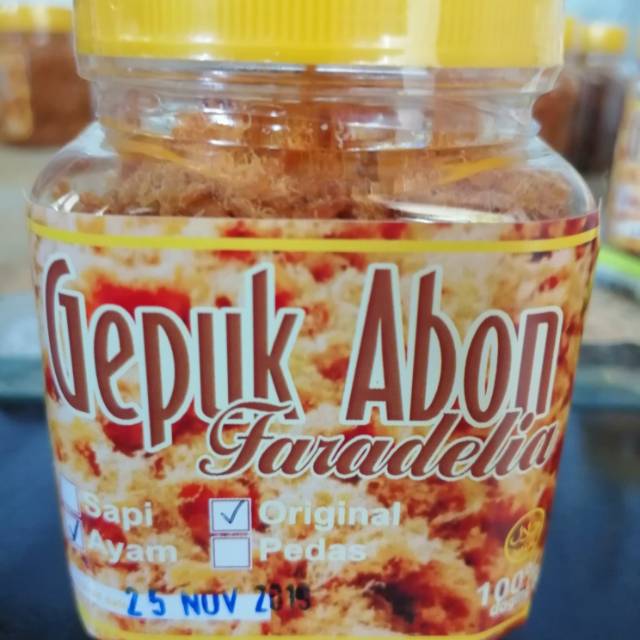 Gepuk Abon
Faradelia
Sapi Original
Ayam Pedas
25 NOV 2019
100%